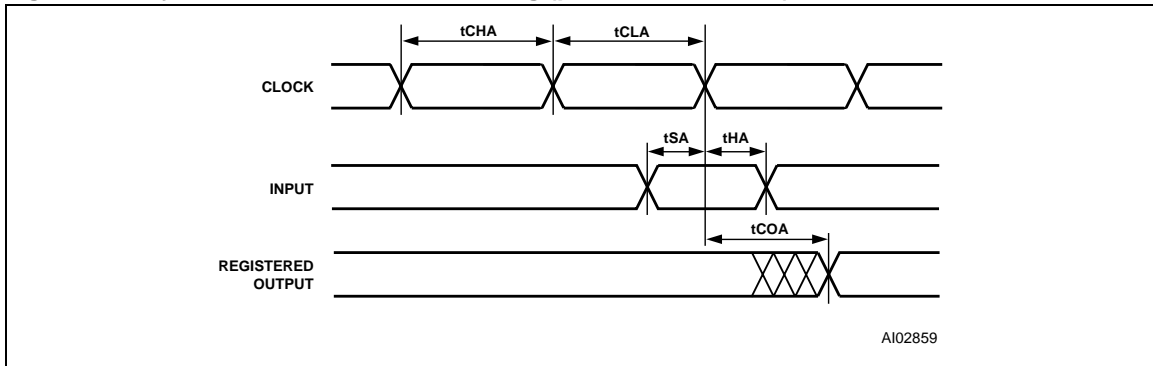 tCHA
tCLA
CLOCK
tSA
tHA
INPUT
tCOA
REGISTERED
OUTPUT
AI02859